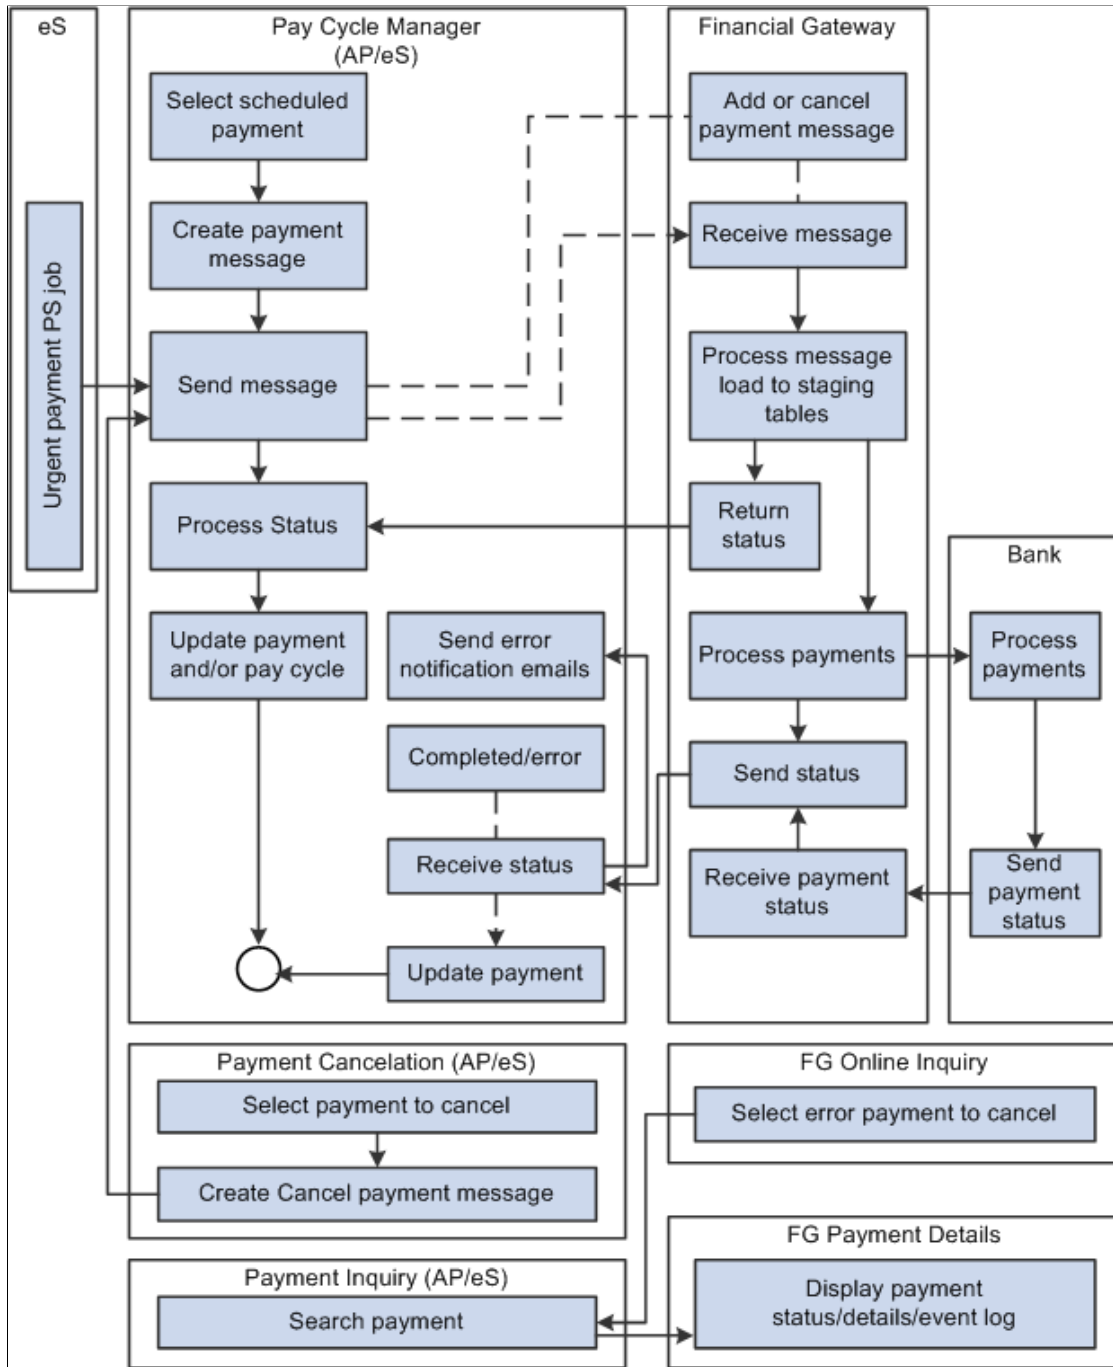 eS
Urgent payment PS job
Pay Cycle Manager
(AP/eS)
Select scheduled
payment
Create payment
message
Send message
Process Status
Update payment
and/or pay cycle
Send error
notification emails
Completed/error
Receive status
Update payment
Financial Gateway
Add or cancel
payment message
Receive message
Process message
load to staging
tables
Return
status
Process payments
Send status
Receive payment
status
Bank
Process
payments
Send
payment
status
Payment Cancelation (AP/eS)
Select payment to cancel
Create Cancel payment message
FG Online Inquiry
Select error payment to cancel
Payment Inquiry (AP/eS)
Search payment
FG Payment Details
Display payment
status/details/event log